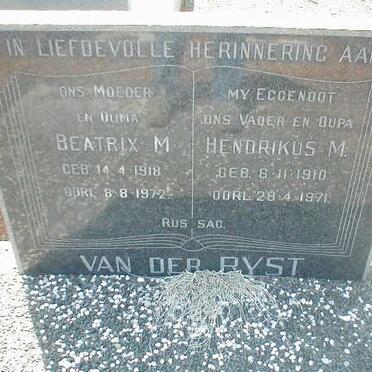 IN LIEFDEVOLLE HERINNERING AAN
ONS MOEDER
EN OUMA
BEATRIX M.
GEB. 14·4·1918
OORL. 8·8·1972
MY EGGENOOT
ONS VADER EN OUPA
HENDRIKUS M.
GEB. 6·11·1910
OORL. 28·4·1971
RUS SAG.
VAN DER RYST